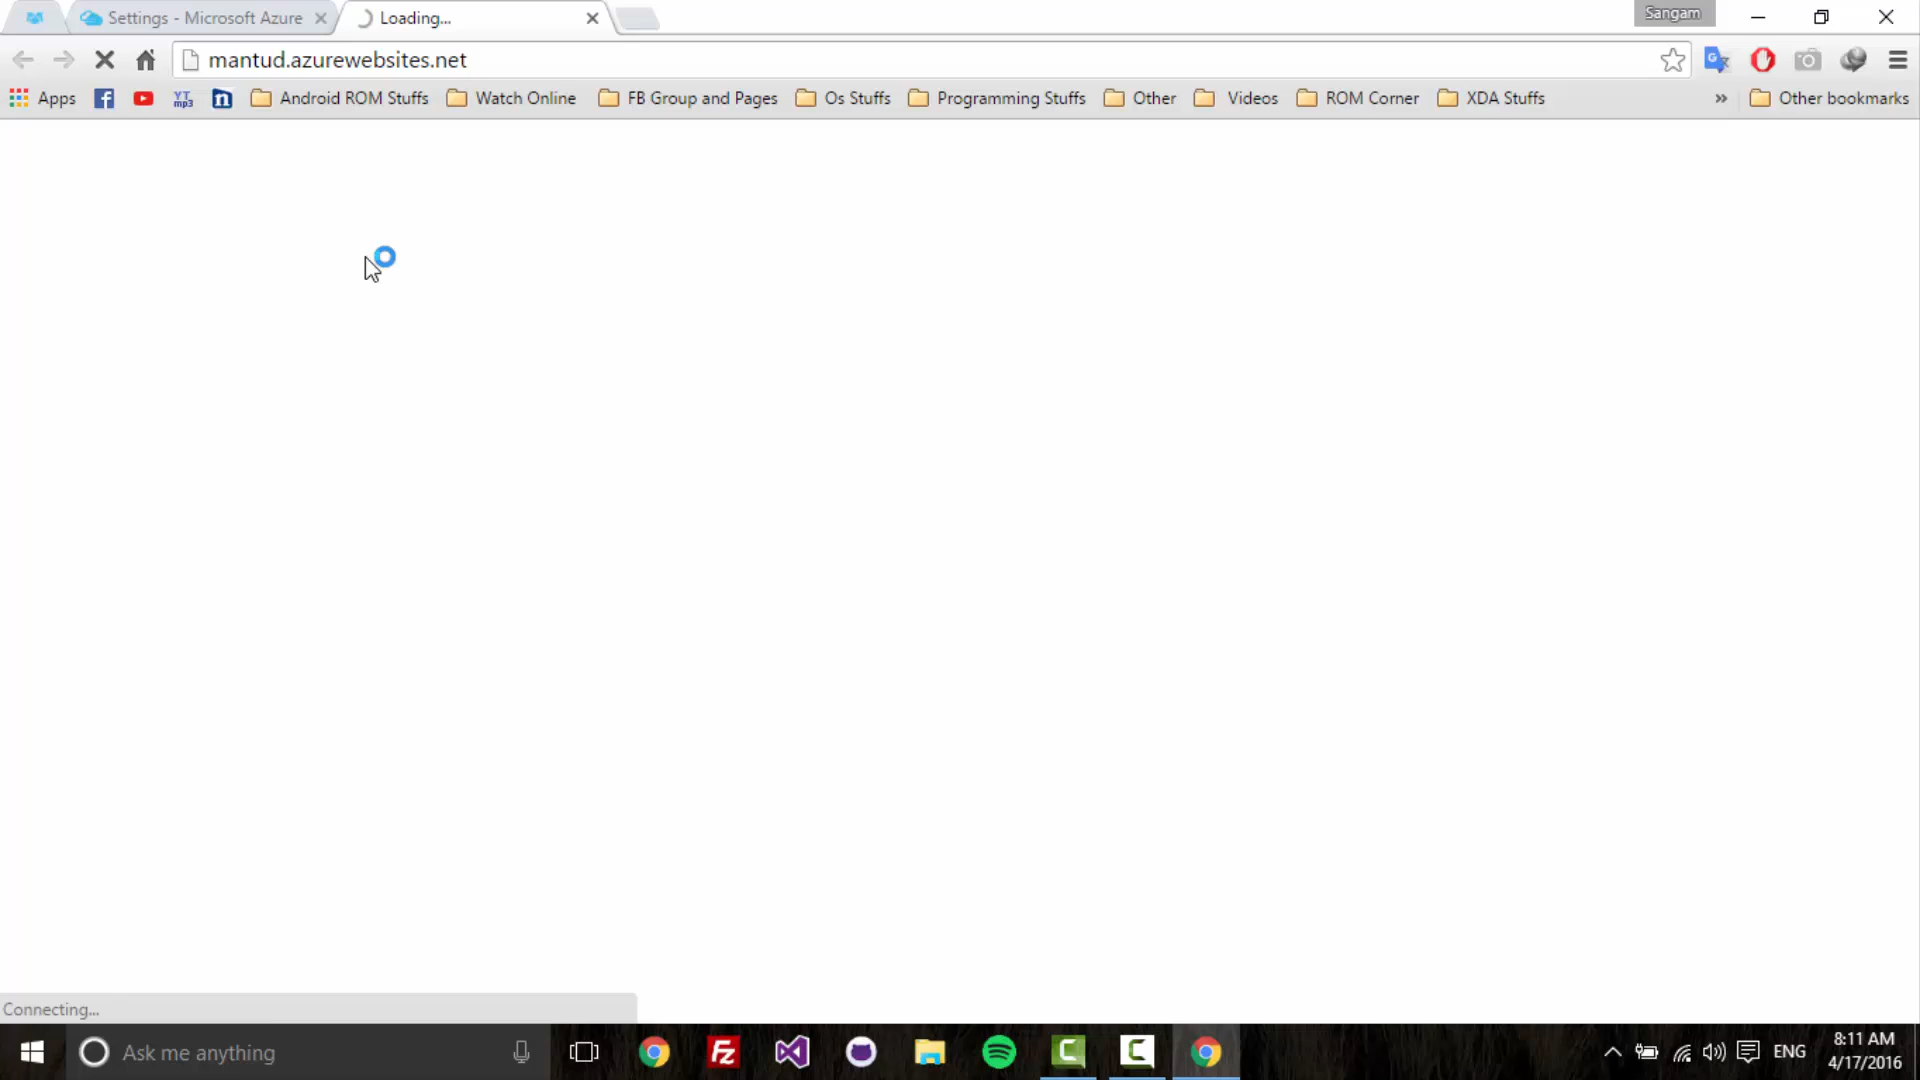 Settings - Microsoft Azure
Loading...
Sangam
mantud.azurewebsites.net
Apps
YT mp3
n
Android ROM Stuffs
Watch Online
FB Group and Pages
Os Stuffs
Programming Stuffs
Other
Videos
ROM Corner
XDA Stuffs
»
Other bookmarks
Connecting...
Ask me anything
ENG
8:11 AM
4/17/2016